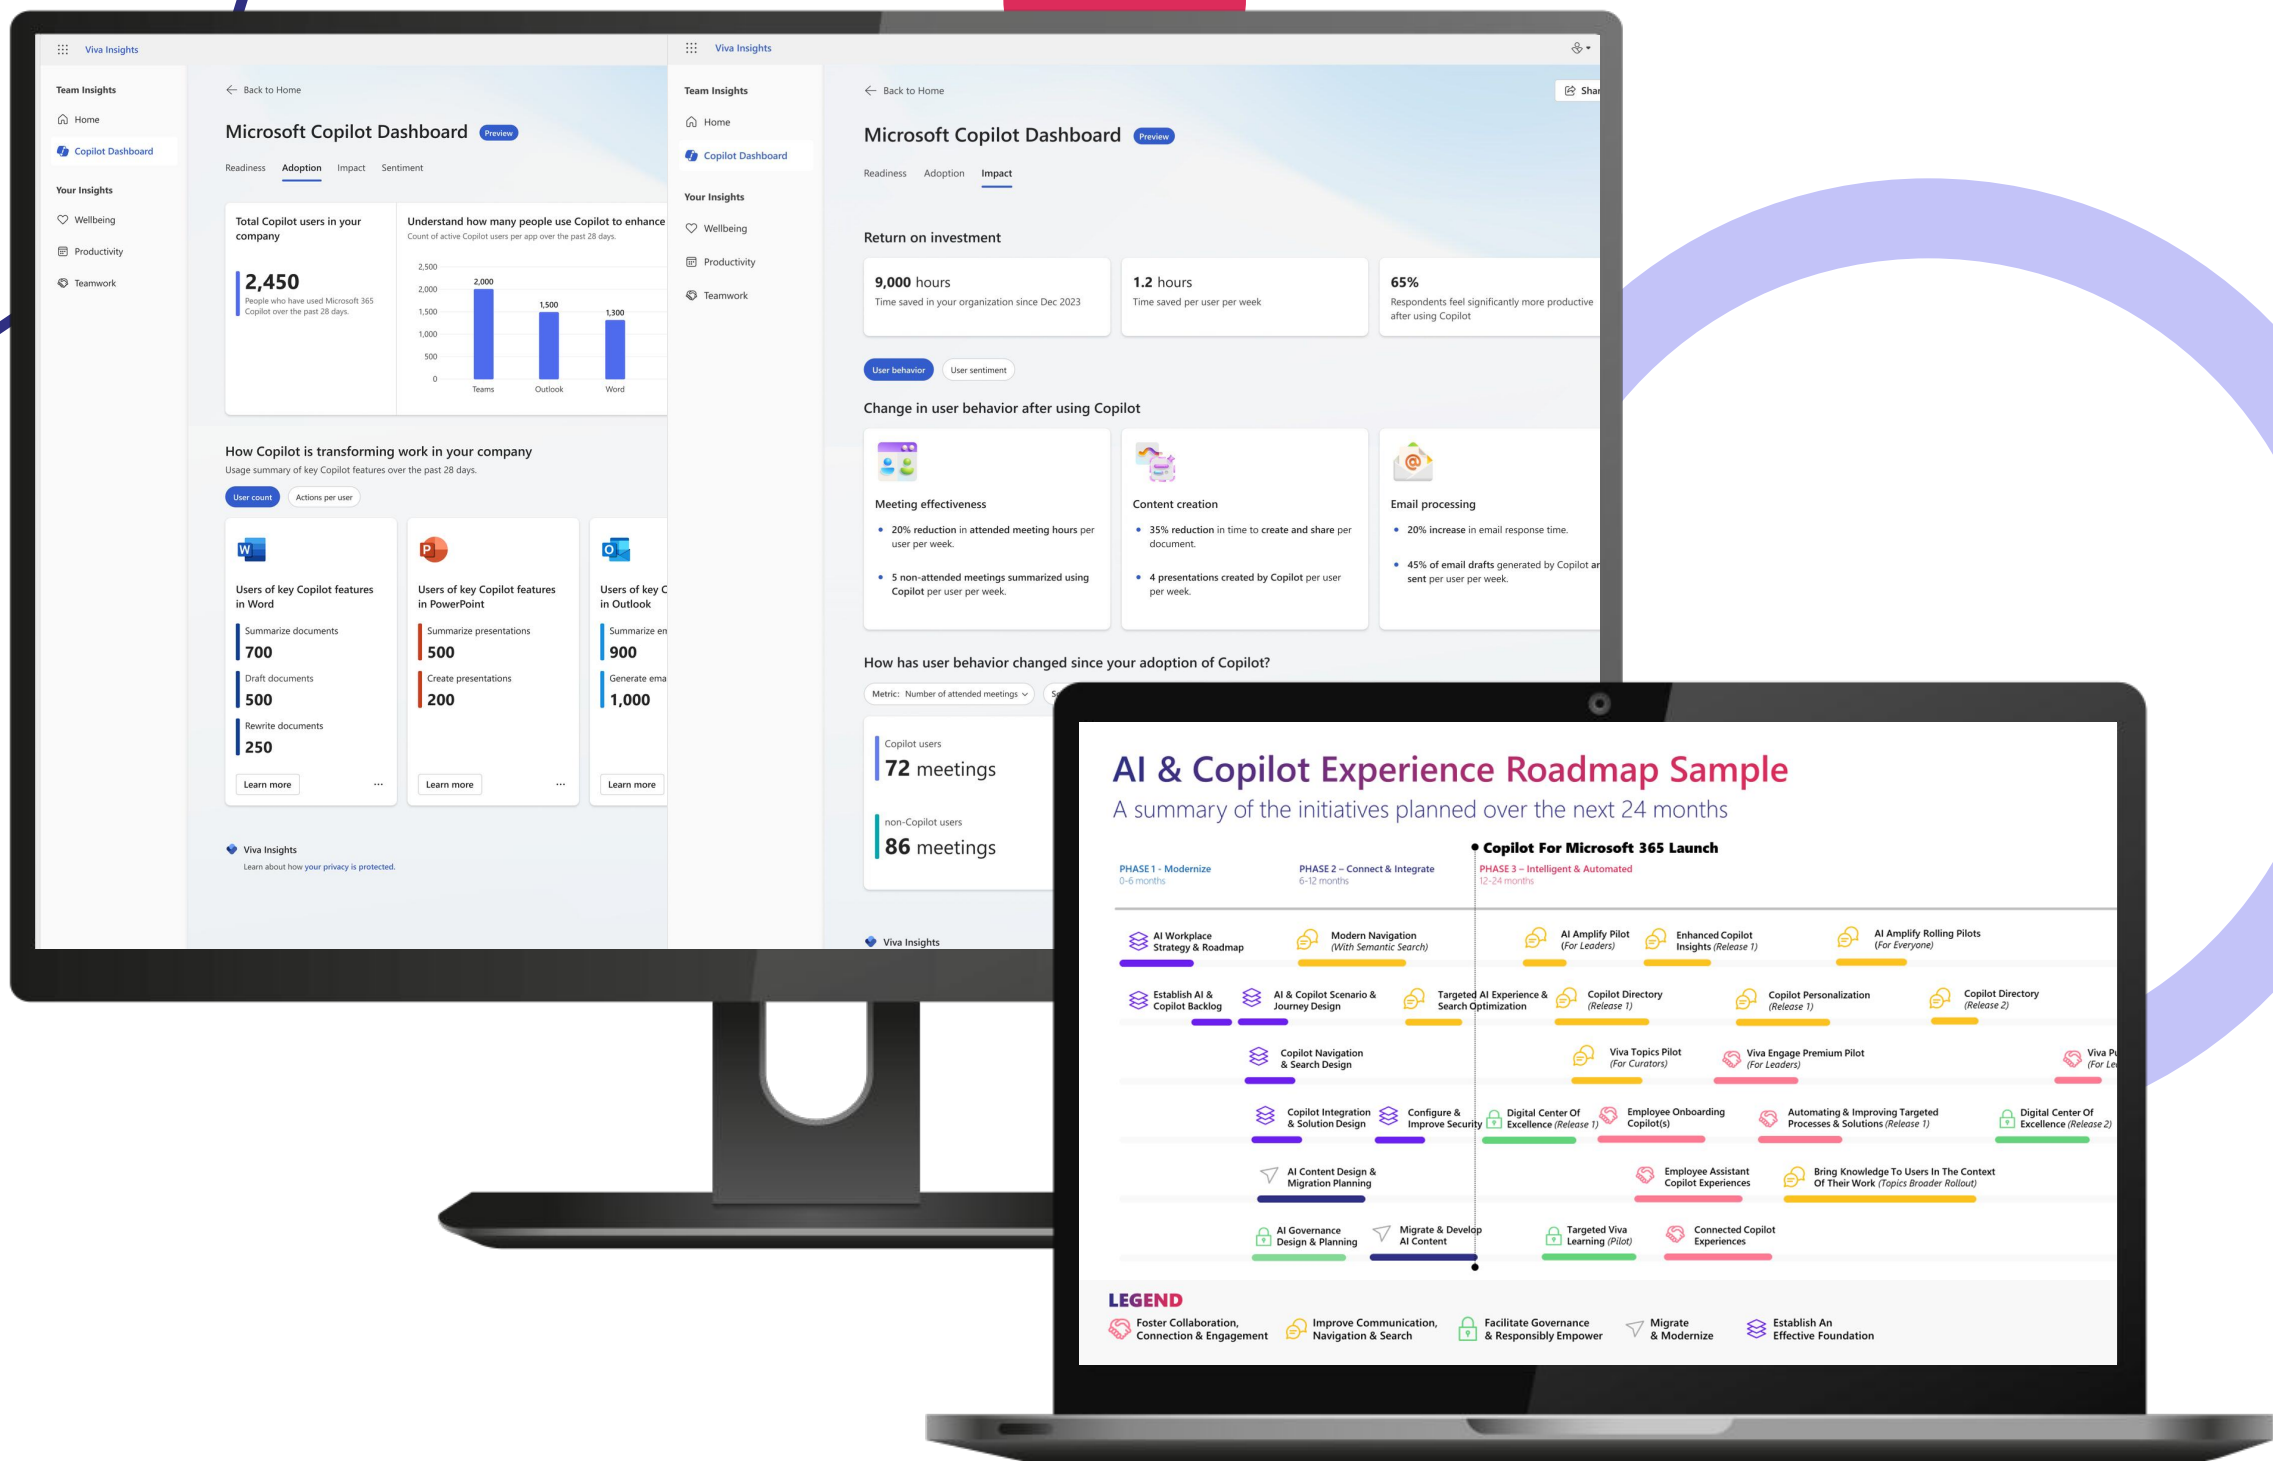 Viva Insights
Team Insights
Home
Copilot Dashboard
Your Insights
Wellbeing
Productivity
Teamwork
Back to Home
Microsoft Copilot Dashboard
Preview
Readiness Adoption Impact Sentiment
Total Copilot users in your
company
2,450
People who have used Microsoft 365
Copilot over the past 28 days.
Understand how many people use Copilot to enhance
Count of active Copilot users per app over the past 28 days.
2,500
2,000
1,500
1,000
500
0
2,000
1,500
1,300
Teams Outlook Word
How Copilot is transforming work in your company
Usage summary of key Copilot features over the past 28 days.
User count Actions per user
W
Users of key Copilot features
in Word
Summarize documents
700
Draft documents
500
Rewrite documents
250
Learn more ...
P
Users of key Copilot features
in PowerPoint
Summarize presentations
500
Create presentations
200
Learn more ...
O
Users of key C
in Outlook
Summarize em
900
Generate ema
1,000
Learn more
Viva Insights
Learn about how your privacy is protected.
Viva Insights
Team Insights
Home
Copilot Dashboard
Your Insights
Wellbeing
Productivity
Teamwork
Back to Home
Shar
Microsoft Copilot Dashboard
Preview
Readiness Adoption Impact
Return on investment
9,000 hours
Time saved in your organization since Dec 2023
1.2 hours
Time saved per user per week
65%
Respondents feel significantly more productive
after using Copilot
User behavior User sentiment
Change in user behavior after using Copilot
Meeting effectiveness
• 20% reduction in attended meeting hours per
user per week.
• 5 non-attended meetings summarized using
Copilot per user per week.
Content creation
• 35% reduction in time to create and share per
document.
• 4 presentations created by Copilot per user
per week.
@
Email processing
• 20% increase in email response time.
• 45% of email drafts generated by Copilot ar
sent per user per week.
How has user behavior changed since your adoption of Copilot?
Metric: Number of attended meetings
Copilot users
72 meetings
non-Copilot users
86 meetings
Viva Insights
AI & Copilot Experience Roadmap Sample
A summary of the initiatives planned over the next 24 months
Copilot For Microsoft 365 Launch
PHASE 1 - Modernize
0-6 months
PHASE 2 – Connect & Integrate
6-12 months
PHASE 3 – Intelligent & Automated
12-24 months
AI Workplace
Strategy & Roadmap
Modern Navigation
(With Semantic Search)
AI Amplify Pilot
(For Leaders)
Enhanced Copilot
Insights (Release 1)
AI Amplify Rolling Pilots
(For Everyone)
Establish AI &
Copilot Backlog
AI & Copilot Scenario &
Journey Design
Targeted AI Experience &
Search Optimization
Copilot Directory
(Release 1)
Copilot Personalization
(Release 1)
Copilot Directory
(Release 2)
Copilot Navigation
& Search Design
Viva Topics Pilot
(For Curators)
Viva Engage Premium Pilot
(For Leaders)
Viva Pu
(For Le
Copilot Integration
& Solution Design
Configure &
Improve Security
Digital Center Of
Excellence (Release 1)
Employee Onboarding
Copilot(s)
Automating & Improving Targeted
Processes & Solutions (Release 1)
Digital Center Of
Excellence (Release 2)
AI Content Design &
Migration Planning
Employee Assistant
Copilot Experiences
Bring Knowledge To Users In The Context
Of Their Work (Topics Broader Rollout)
AI Governance
Design & Planning
Migrate & Develop
AI Content
Targeted Viva
Learning (Pilot)
Connected Copilot
Experiences
LEGEND
Foster Collaboration,
Connection & Engagement
Improve Communication,
Navigation & Search
Facilitate Governance
& Responsibly Empower
Migrate
& Modernize
Establish An
Effective Foundation